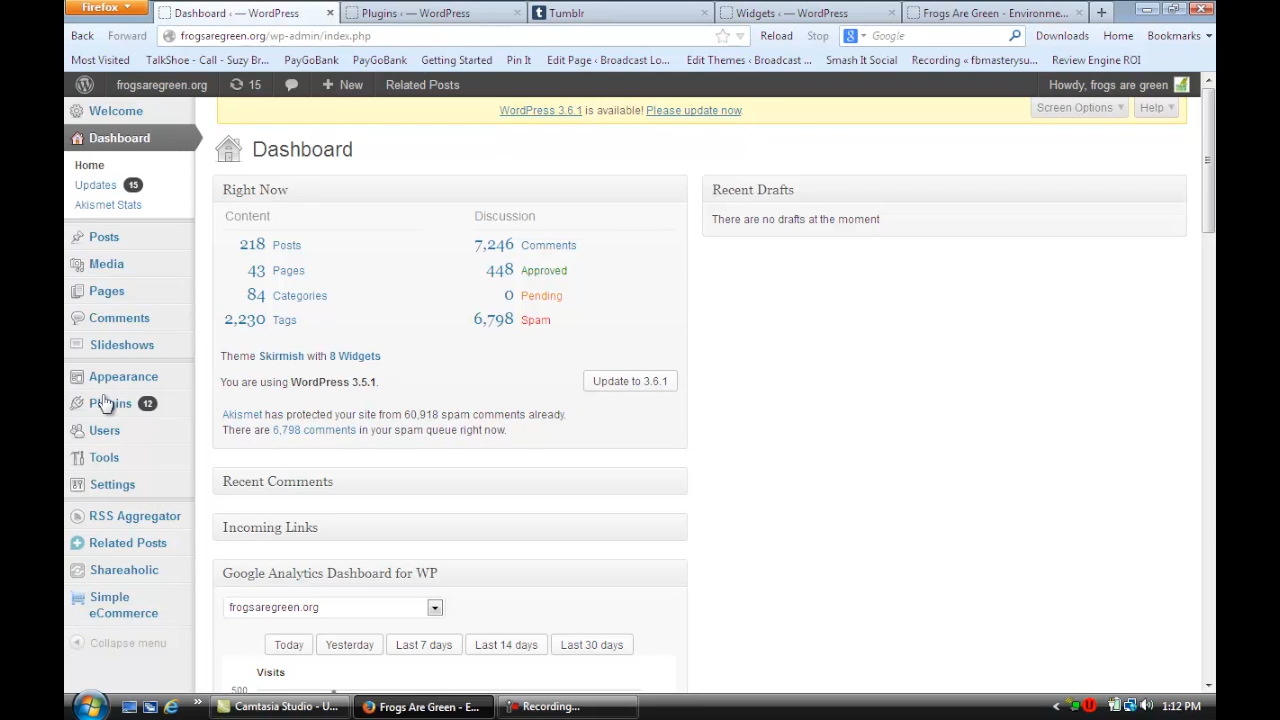 Firefox
Dashboard ‹ — WordPress
Plugins ‹ — WordPress
Tumblr
Widgets ‹ — WordPress
Frogs Are Green - Environme...
Back
Forward
frogsaregreen.org/wp-admin/index.php
Reload
Stop
Google
Downloads
Home
Bookmarks
Most Visited
TalkShoe - Call - Suzy Br...
PayGoBank
PayGoBank
Getting Started
Pin It
Edit Page ‹ Broadcast Lo...
Edit Themes ‹ Broadcast ...
Smash It Social
Recording « fbmasterysu...
Review Engine ROI
frogsaregreen.org
15
New
Related Posts
Howdy, frogs are green
Welcome
WordPress 3.6.1 is available! Please update now.
Screen Options
Help
Dashboard
Home
Updates 15
Akismet Stats
Posts
Media
Pages
Comments
Slideshows
Appearance
Plugins 12
Users
Tools
Settings
RSS Aggregator
Related Posts
Shareaholic
Simple
eCommerce
Collapse menu
Dashboard
Right Now
Content
Discussion
218 Posts
7,246 Comments
43 Pages
448 Approved
84 Categories
0 Pending
2,230 Tags
6,798 Spam
Theme Skirmish with 8 Widgets
You are using WordPress 3.5.1.
Update to 3.6.1
Akismet has protected your site from 60,918 spam comments already.
There are 6,798 comments in your spam queue right now.
Recent Comments
Incoming Links
Google Analytics Dashboard for WP
frogsaregreen.org
Today
Yesterday
Last 7 days
Last 14 days
Last 30 days
Visits
500
Recent Drafts
There are no drafts at the moment
Camtasia Studio - U...
Frogs Are Green - E...
Recording...
1:12 PM